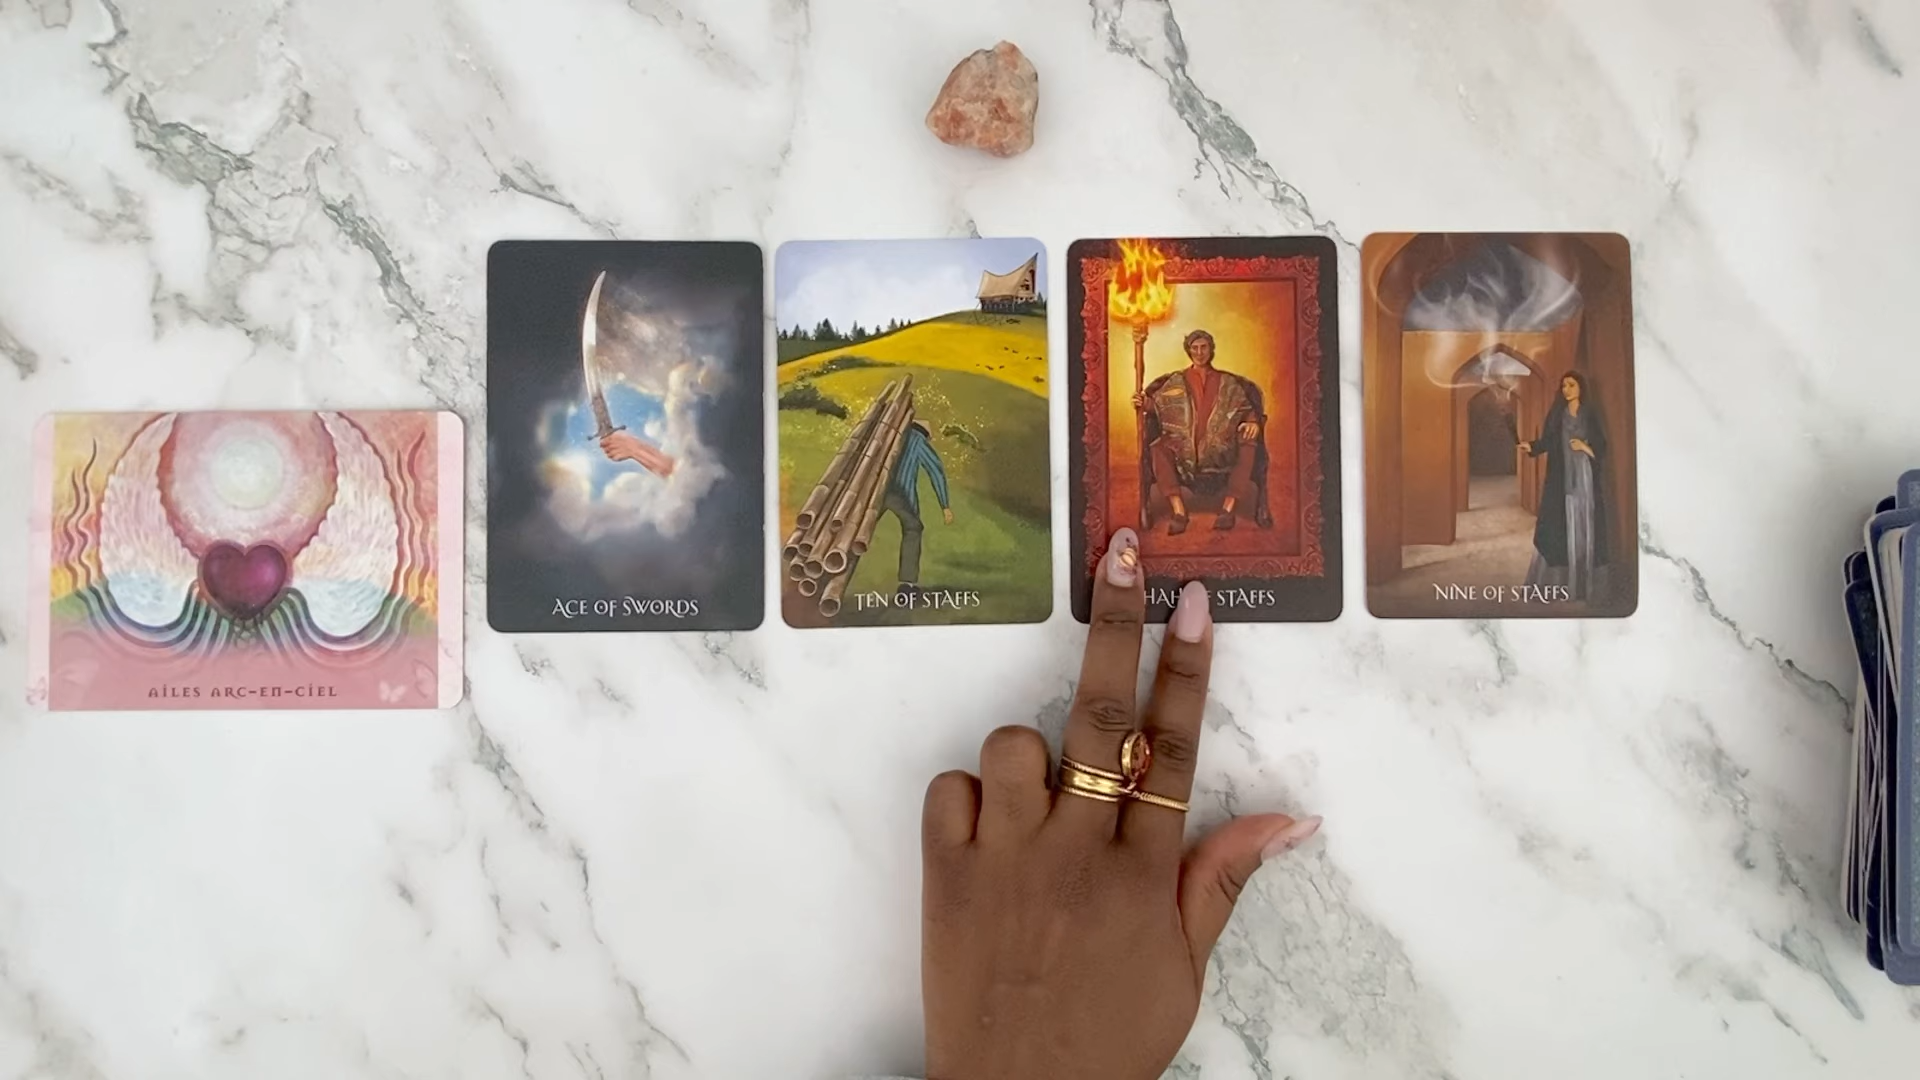 AILES ARC-EN-CIEL
ACE OF SWORDS
TEN OF STAFFS
STAFFS
NINE OF STAFFS